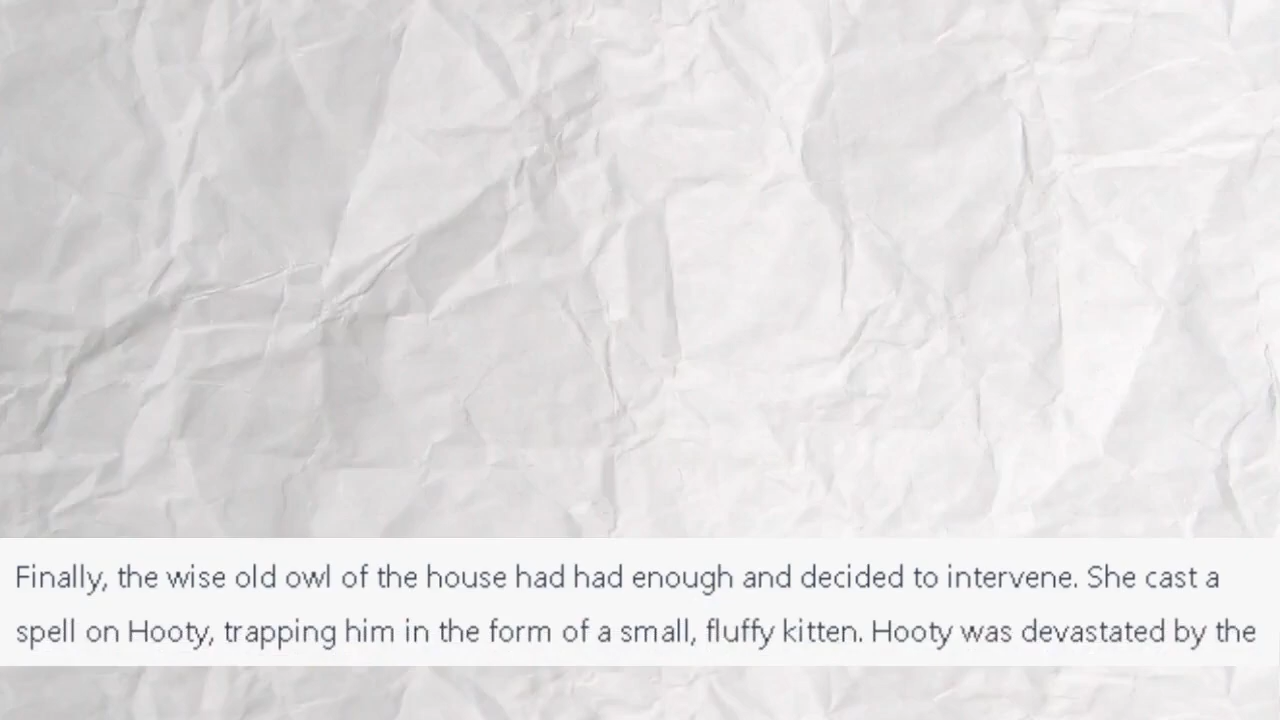 Finally, the wise old owl of the house had had enough and decided to intervene. She cast a
spell on Hooty, trapping him in the form of a small, fluffy kitten. Hooty was devastated by the